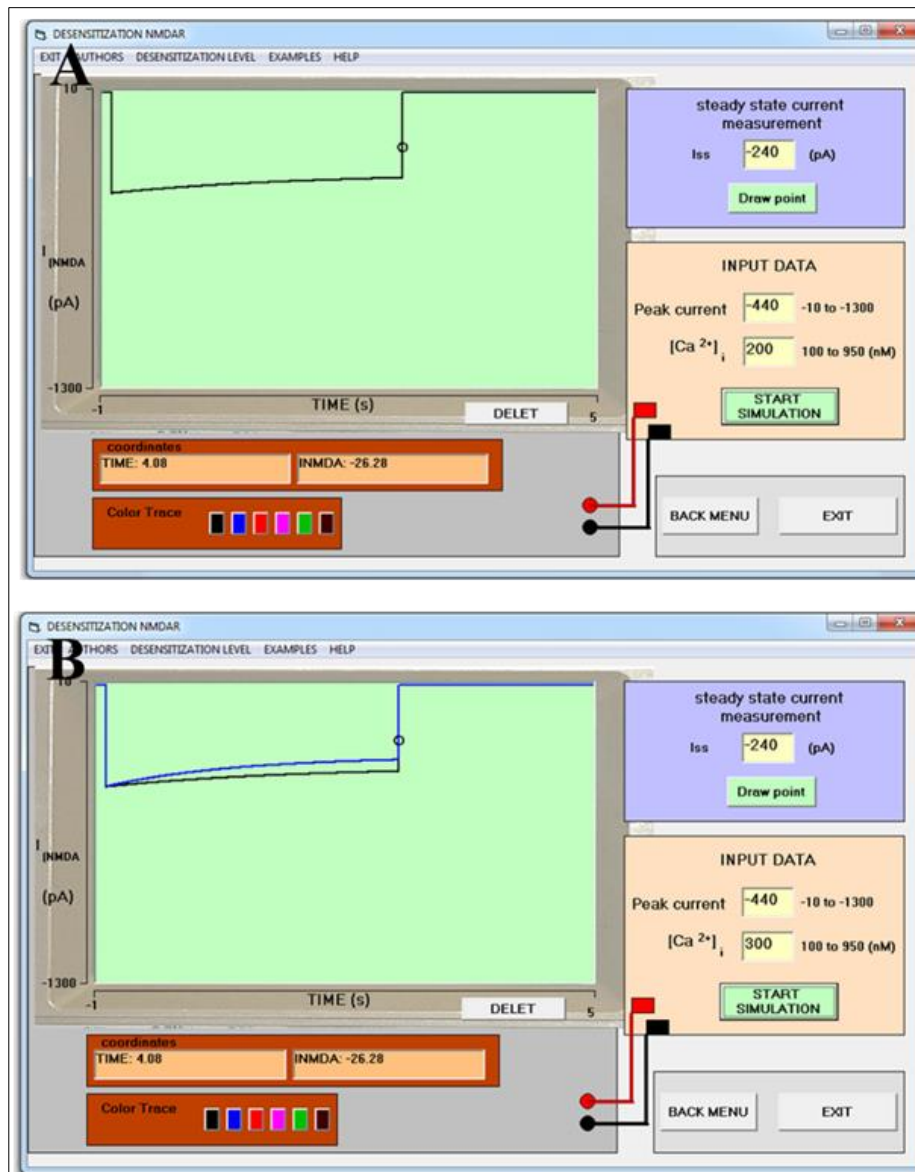 DESENSITIZATION NMDAR
A
EXIT AUTHORS DESENSITIZATION LEVEL EXAMPLES HELP
10
I
INMDA
(pA)
-1300
-1
TIME (s)
5
DELET
steady state current
measurement
Iss -240 (pA)
Draw point
INPUT DATA
Peak current -440 -10 to -1300
[Ca 2+] i 200 100 to 950 (nM)
START
SIMULATION
coordinates
TIME: 4.08 INMDA: -26.28
Color Trace
BACK MENU EXIT
DESENSITIZATION NMDAR
B
EXIT AUTHORS DESENSITIZATION LEVEL EXAMPLES HELP
10
I
INMDA
(pA)
-1300
-1
TIME (s)
5
DELET
steady state current
measurement
Iss -240 (pA)
Draw point
INPUT DATA
Peak current -440 -10 to -1300
[Ca 2+] i 300 100 to 950 (nM)
START
SIMULATION
coordinates
TIME: 4.08 INMDA: -26.28
Color Trace
BACK MENU EXIT